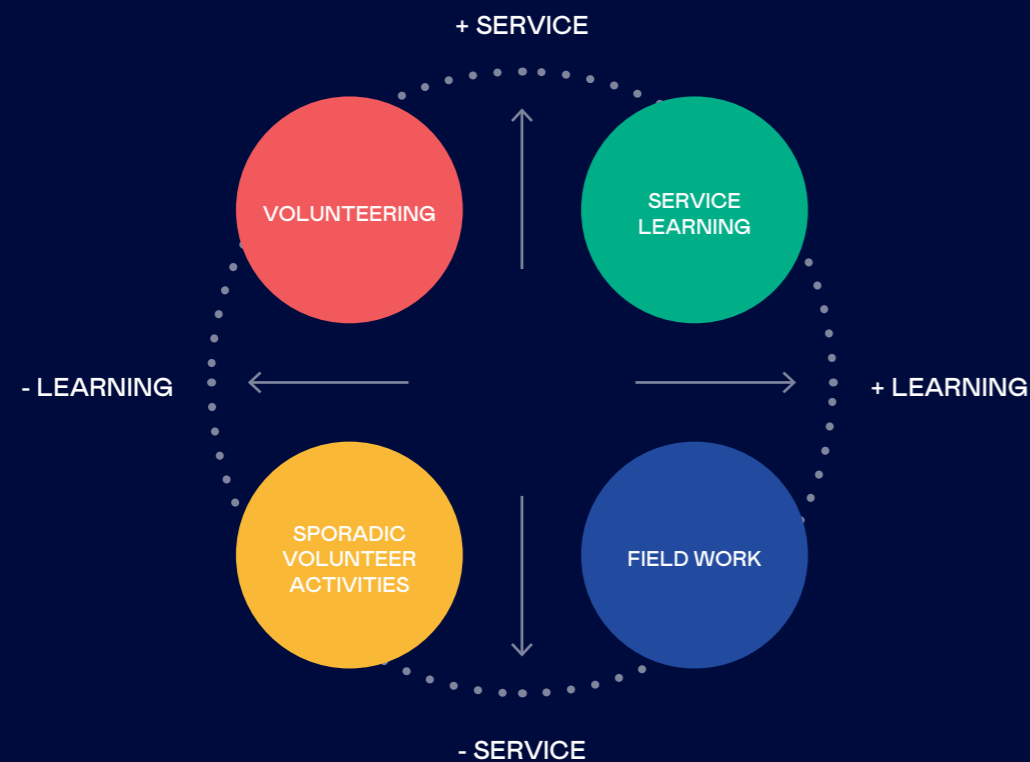 + SERVICE
VOLUNTEERING
SERVICE
LEARNING
- LEARNING
+ LEARNING
SPORADIC
VOLUNTEER
ACTIVITIES
FIELD WORK
- SERVICE